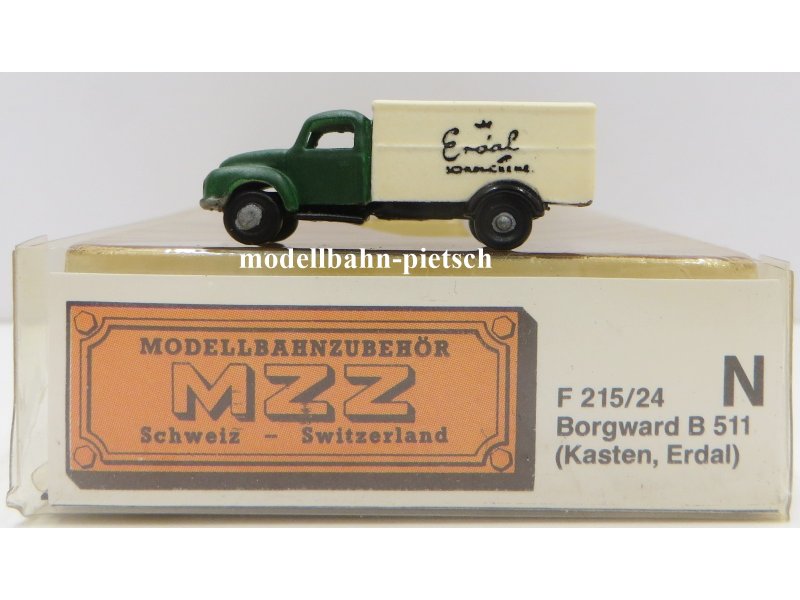 Erdal
modellbahn-pietsch
MODELLBAHNZUBEHÖR
MZZ
Schweiz - Switzerland
N
F 215/24
Borgward B 511
(Kasten, Erdal)